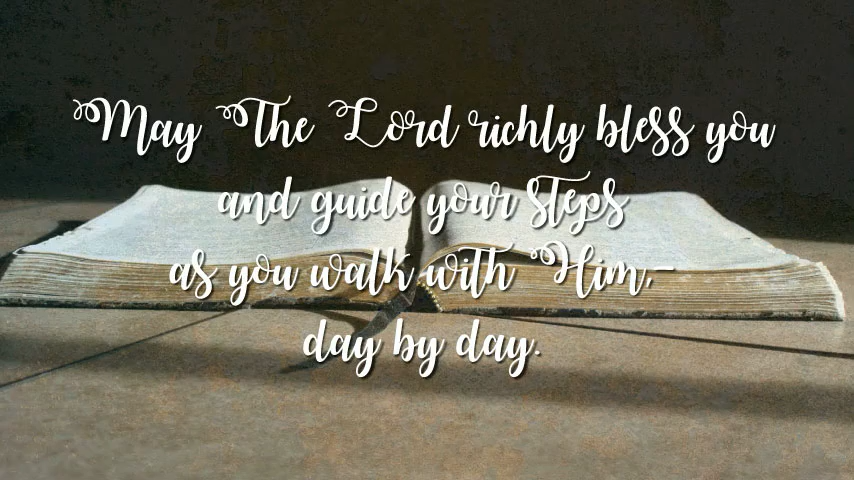 May The Lord richly bless you
and guide your steps
as you walk with Him,-
day by day.